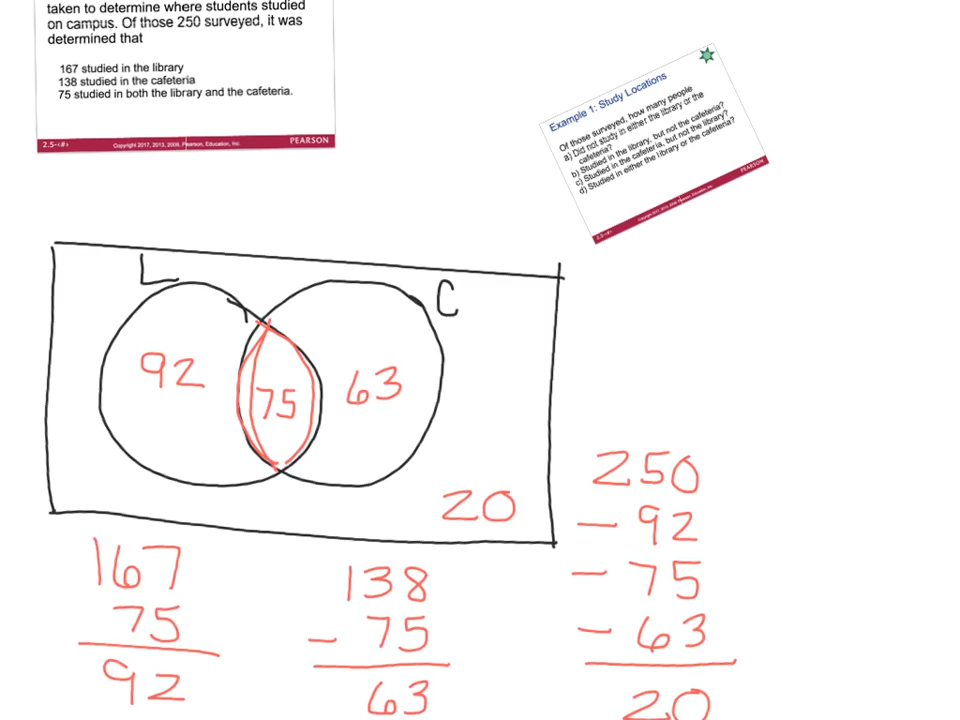 taken to determine where students studied
on campus. Of those 250 surveyed, it was
determined that
167 studied in the library
138 studied in the cafeteria
75 studied in both the library and the cafeteria.
2.5-‹#›
Copyright 2017, 2013, 2009, Pearson, Education, Inc.
PEARSON
Example 1: Study Locations
Of those surveyed, how many people
a) Did not study in either the library or the
cafeteria?
b) Studied in the library, but not the cafeteria?
c) Studied in the cafeteria, but not the library?
d) Studied in either the library or the cafeteria?
2.5-‹#›
PEARSON
L
C
92
75
63
20
167
75
92
138
- 75
63
250
- 92
- 75
- 63
20